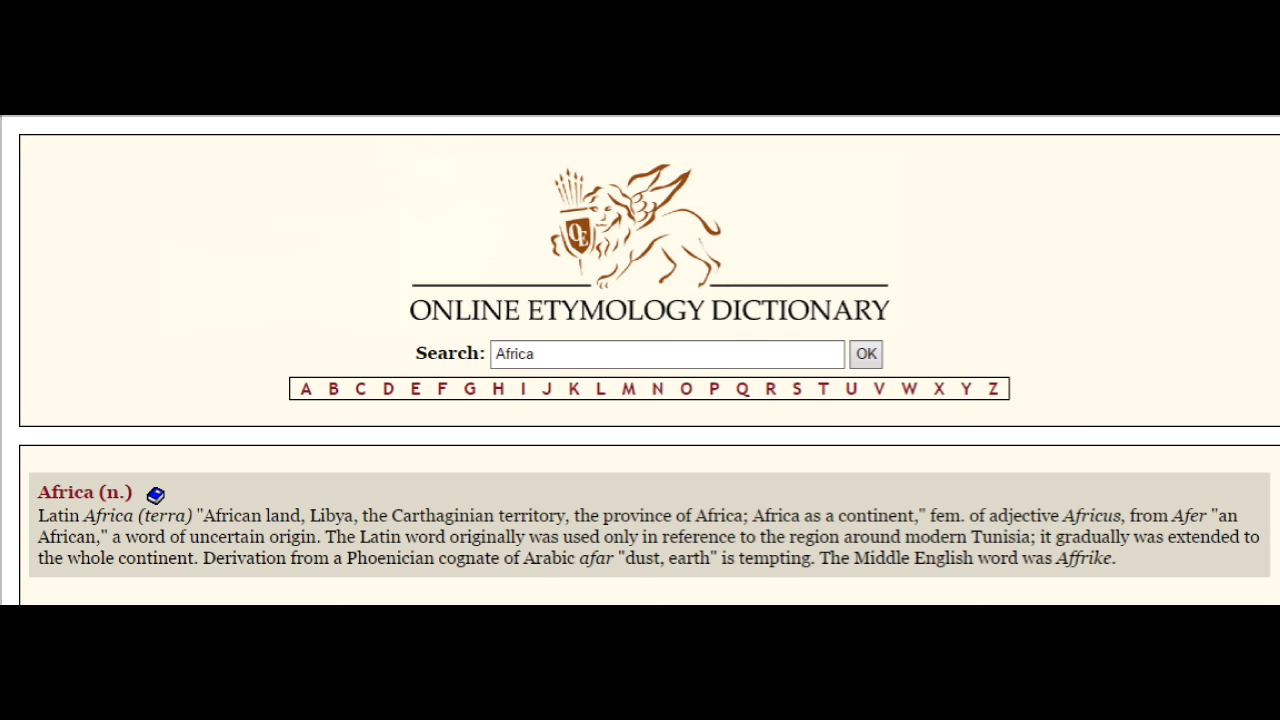 OE
ONLINE ETYMOLOGY DICTIONARY
Search: Africa OK
A B C D E F G H I J K L M N O P Q R S T U V W X Y Z
Africa (n.)
Latin Africa (terra) "African land, Libya, the Carthaginian territory, the province of Africa; Africa as a continent," fem. of adjective Africus, from Afer "an
African," a word of uncertain origin. The Latin word originally was used only in reference to the region around modern Tunisia; it gradually was extended to
the whole continent. Derivation from a Phoenician cognate of Arabic afar "dust, earth" is tempting. The Middle English word was Affrike.